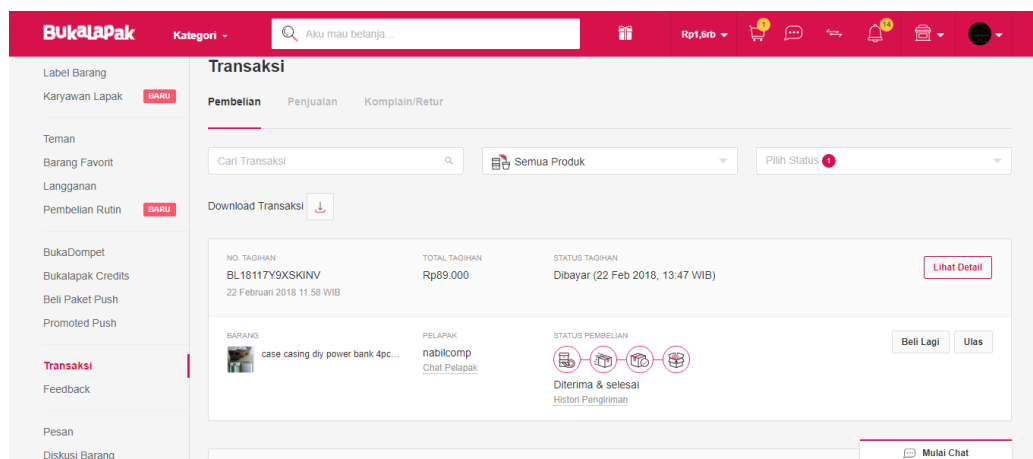 BukalaPak Kategori Aku mau belanja... Rp1,6rb 1 14
Label Barang
Karyawan Lapak BARU
Teman
Barang Favorit
Langganan
Pembelian Rutin BARU
BukaDompet
Bukalapak Credits
Beli Paket Push
Promoted Push
Transaksi
Feedback
Pesan
Diskusi Barang
Transaksi
Pembelian Penjualan Komplain/Retur
Cari Transaksi Semua Produk Pilih Status 1
Download Transaksi
NO. TAGIHAN TOTAL TAGIHAN STATUS TAGIHAN
BL18117Y9XSKINV Rp89.000 Dibayar (22 Feb 2018, 13:47 WIB) Lihat Detail
22 Februari 2018 11.58 WIB
BARANG PELAPAK STATUS PEMBELIAN
case casing diy power bank 4pc... nabilcomp Beli Lagi Ulas
Chat Pelapak
Diterima & selesai
Histori Pengiriman
Mulai Chat